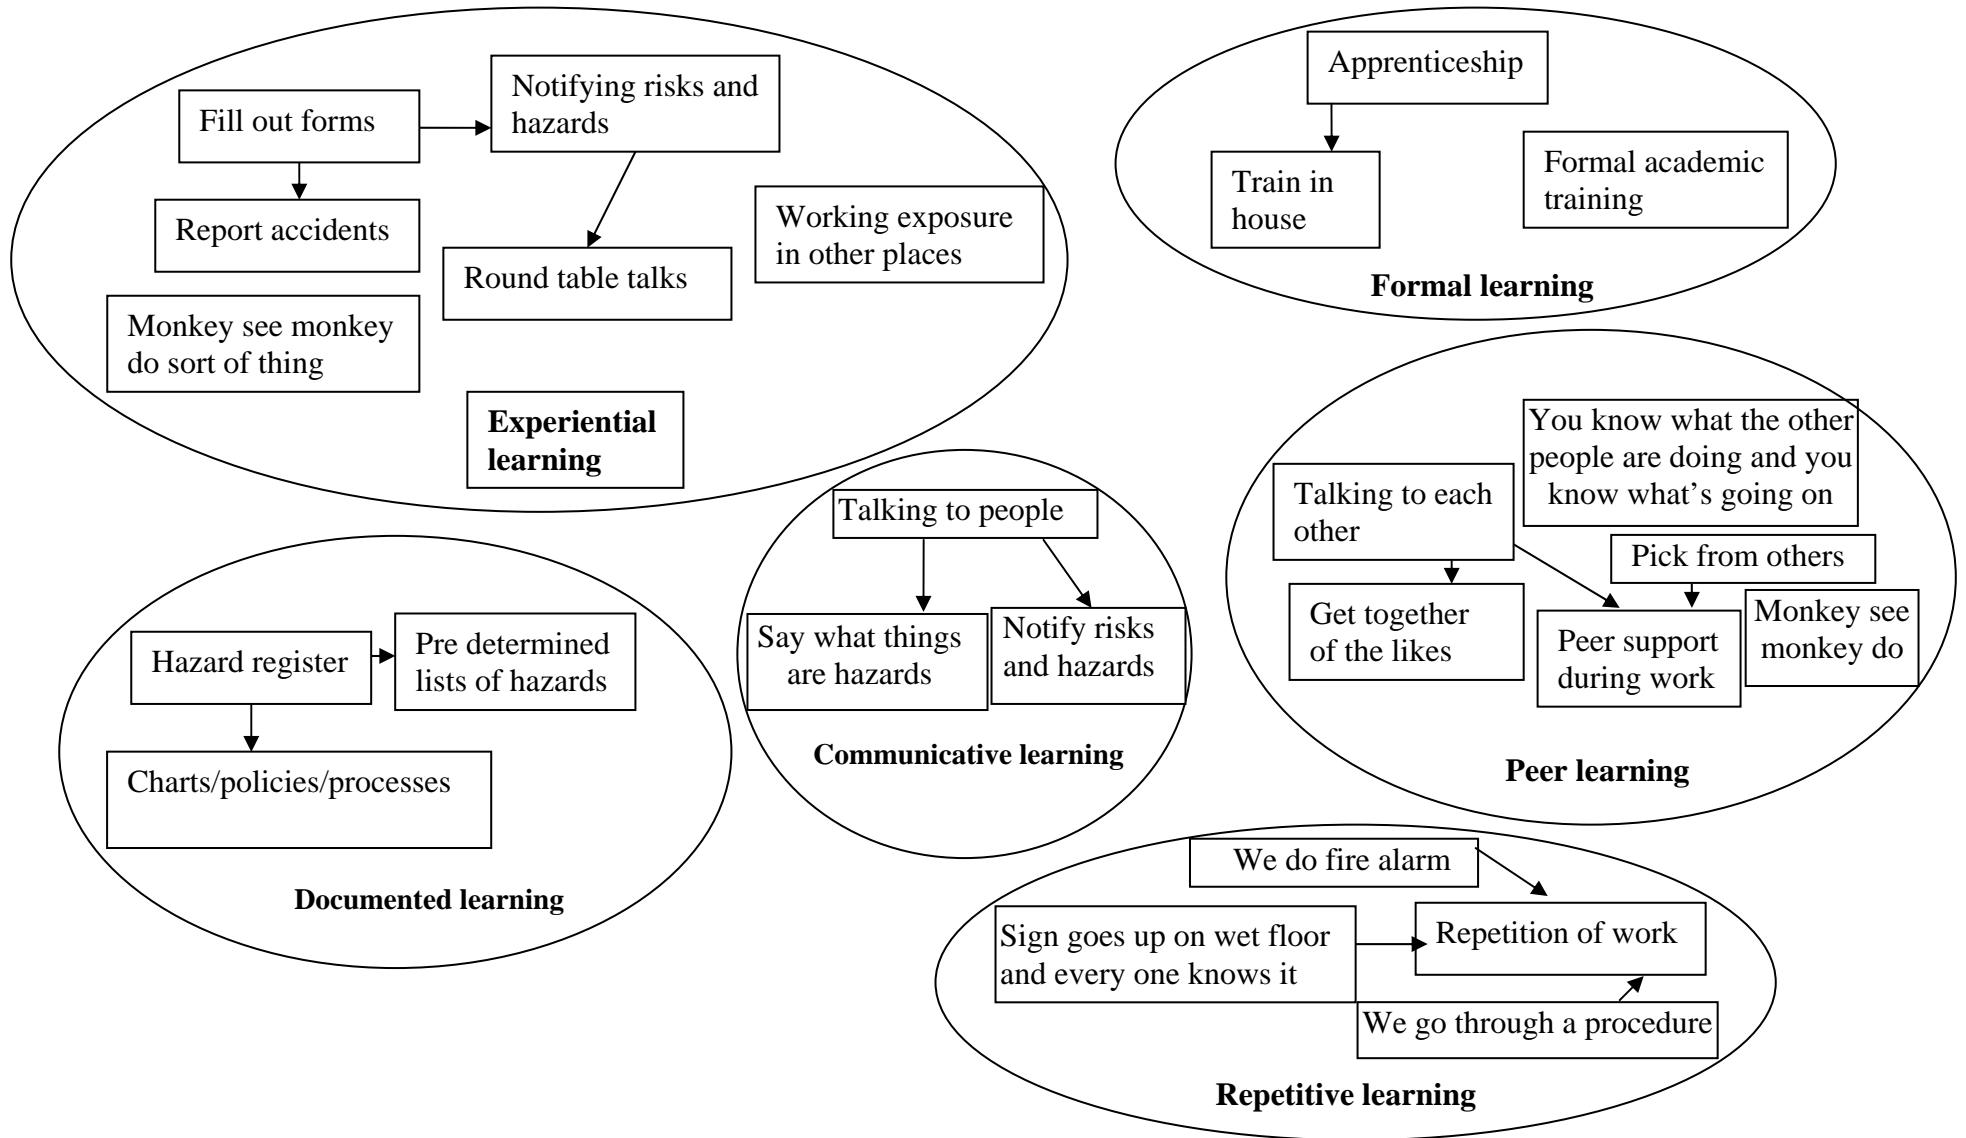 Fill out forms
Notifying risks and
hazards
Report accidents
Round table talks
Working exposure
in other places
Monkey see monkey
do sort of thing
Experiential
learning
Apprenticeship
Train in
house
Formal academic
training
Formal learning
Talking to people
Say what things
are hazards
Notify risks
and hazards
Communicative learning
You know what the other
people are doing and you
know what’s going on
Talking to each
other
Pick from others
Get together
of the likes
Peer support
during work
Monkey see
monkey do
Peer learning
Hazard register
Pre determined
lists of hazards
Charts/policies/processes
Documented learning
We do fire alarm
Sign goes up on wet floor
and every one knows it
Repetition of work
We go through a procedure
Repetitive learning